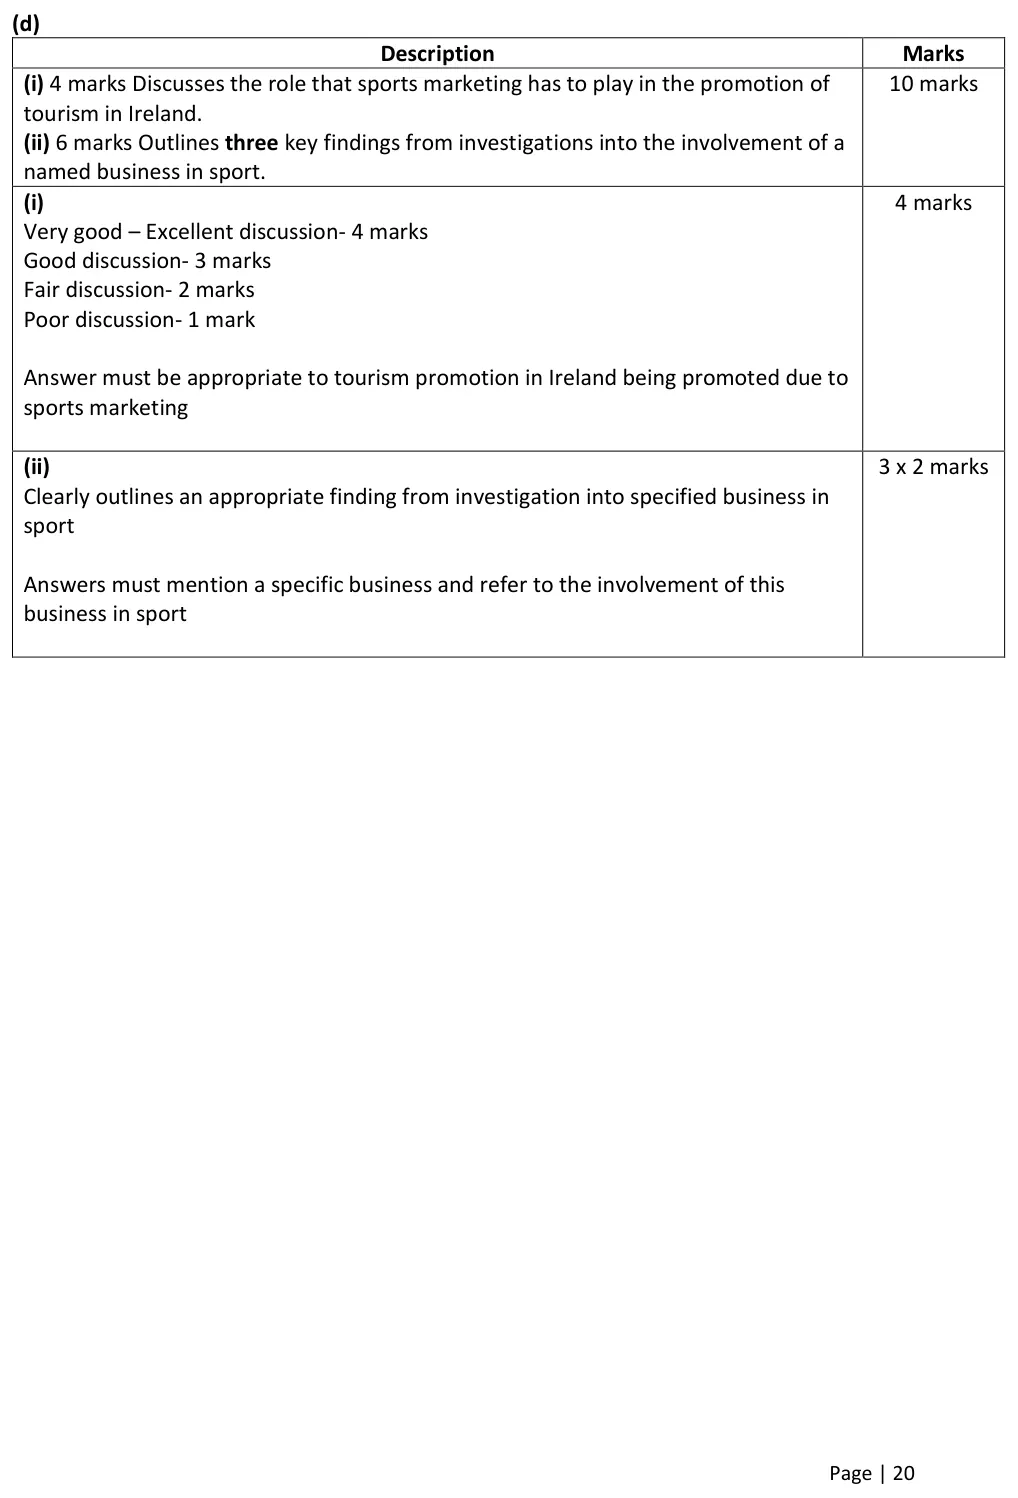 (d)
Description
Marks
(i) 4 marks Discusses the role that sports marketing has to play in the promotion of
tourism in Ireland.
(ii) 6 marks Outlines three key findings from investigations into the involvement of a
named business in sport.
10 marks
(i)
Very good – Excellent discussion- 4 marks
Good discussion- 3 marks
Fair discussion- 2 marks
Poor discussion- 1 mark
Answer must be appropriate to tourism promotion in Ireland being promoted due to
sports marketing
4 marks
(ii)
Clearly outlines an appropriate finding from investigation into specified business in
sport
Answers must mention a specific business and refer to the involvement of this
business in sport
3 x 2 marks
Page | 20